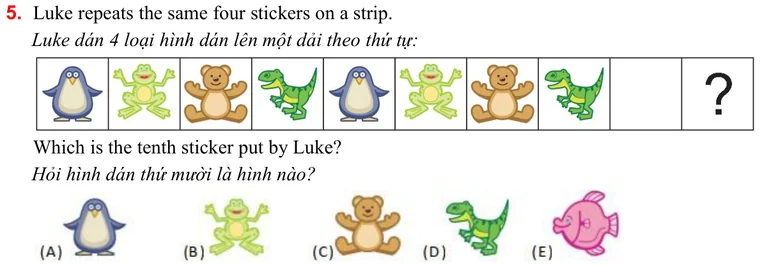 5. Luke repeats the same four stickers on a strip.
Luke dán 4 loại hình dán lên một dải theo thứ tự:
?
Which is the tenth sticker put by Luke?
Hỏi hình dán thứ mười là hình nào?
(A) (B) (C) (D) (E)